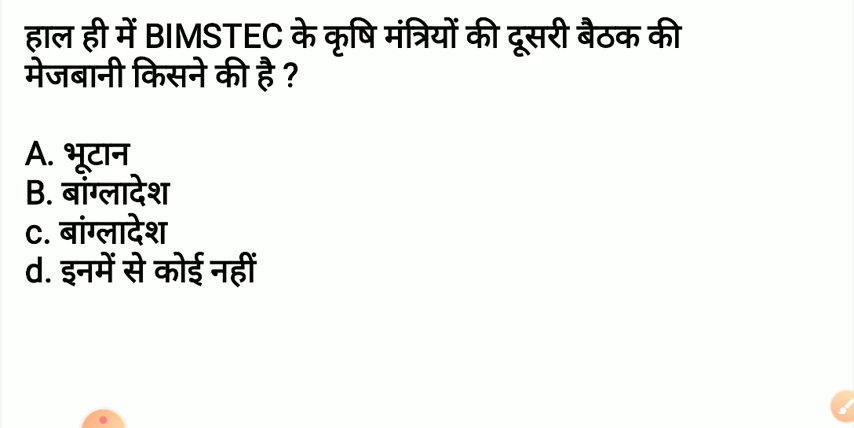 हाल ही में BIMSTEC के कृषि मंत्रियों की दूसरी बैठक की
मेजबानी किसने की है ?
A. भूटान
B. बांग्लादेश
c. बांग्लादेश
d. इनमें से कोई नहीं